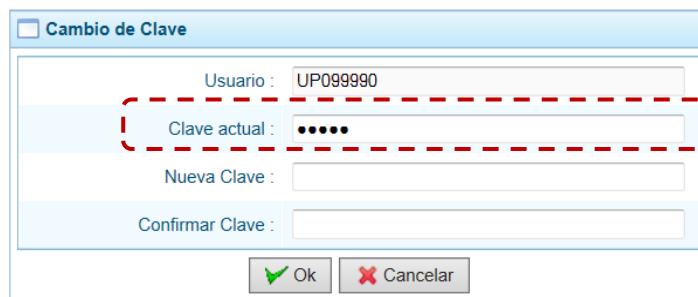 Cambio de Clave
Usuario : UP099990
Clave actual : •••••
Nueva Clave :
Confirmar Clave :
Ok Cancelar